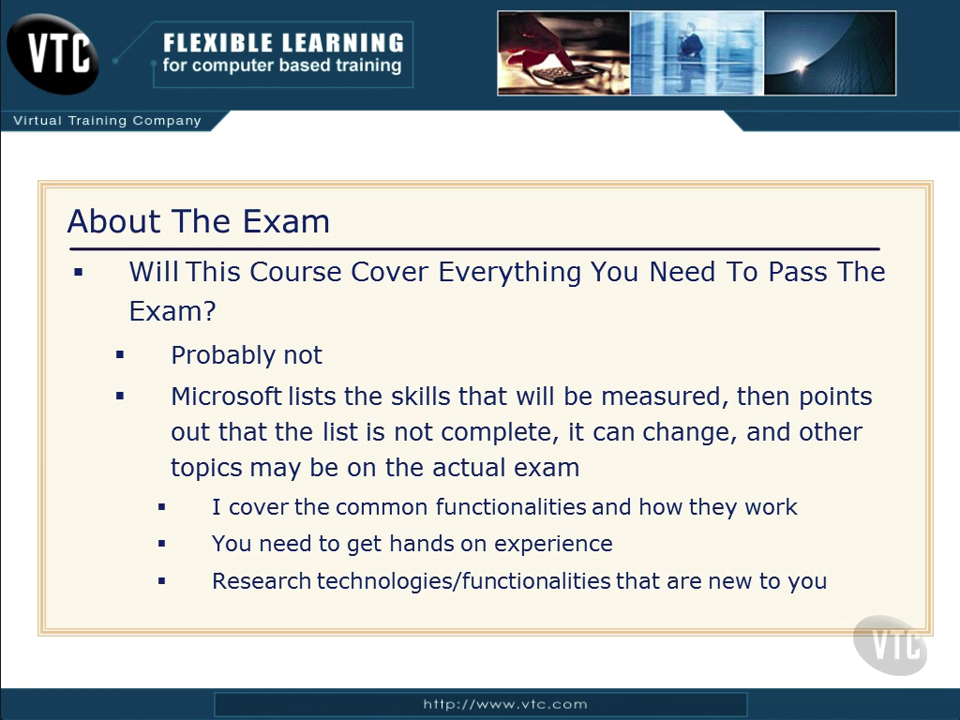 VTC
FLEXIBLE LEARNING
for computer based training
Virtual Training Company
About The Exam
▪ Will This Course Cover Everything You Need To Pass The
Exam?
▪ Probably not
▪ Microsoft lists the skills that will be measured, then points
out that the list is not complete, it can change, and other
topics may be on the actual exam
▪ I cover the common functionalities and how they work
▪ You need to get hands on experience
▪ Research technologies/functionalities that are new to you
VTC
http://www.vtc.com